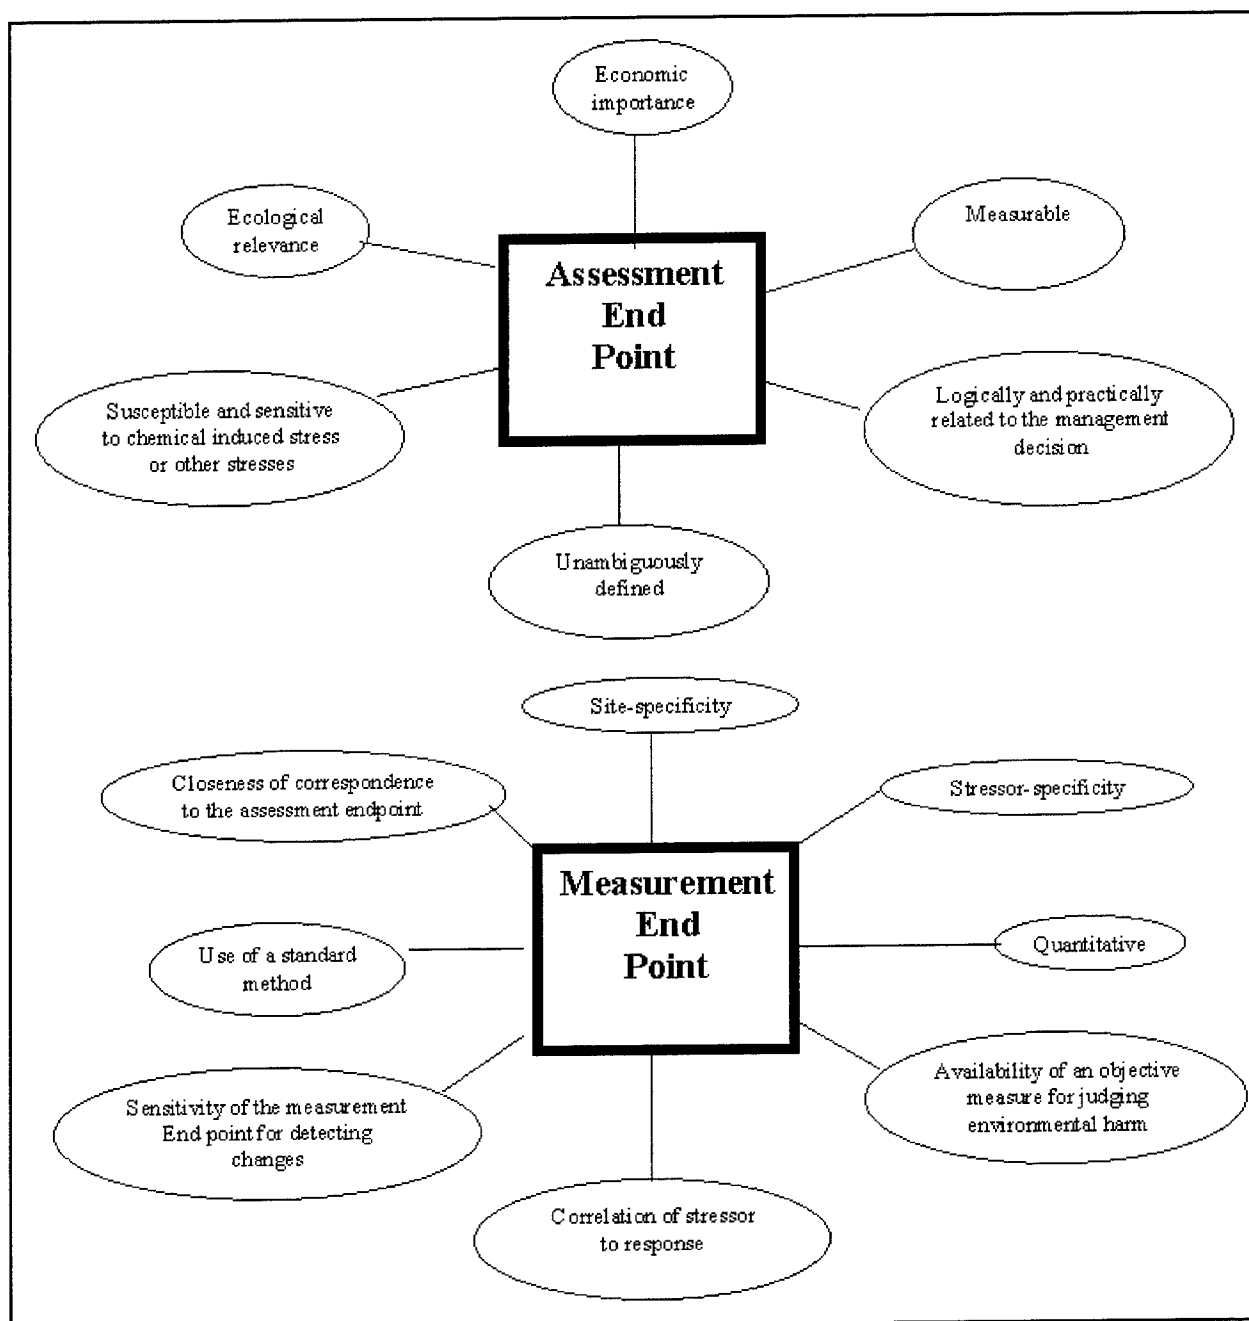 Economic
importance
Ecological
relevance
Measurable
Assessment
End
Point
Susceptible and sensitive
to chemical induced stress
or other stresses
Logically and practically
related to the management
decision
Unambiguously
defined
Site-specificity
Closeness of correspondence
to the assessment endpoint
Stressor-specificity
Measurement
End
Point
Use of a standard
method
Quantitative
Sensitivity of the measurement
End point for detecting
changes
Availability of an objective
measure for judging
environmental harm
Correlation of stressor
to response